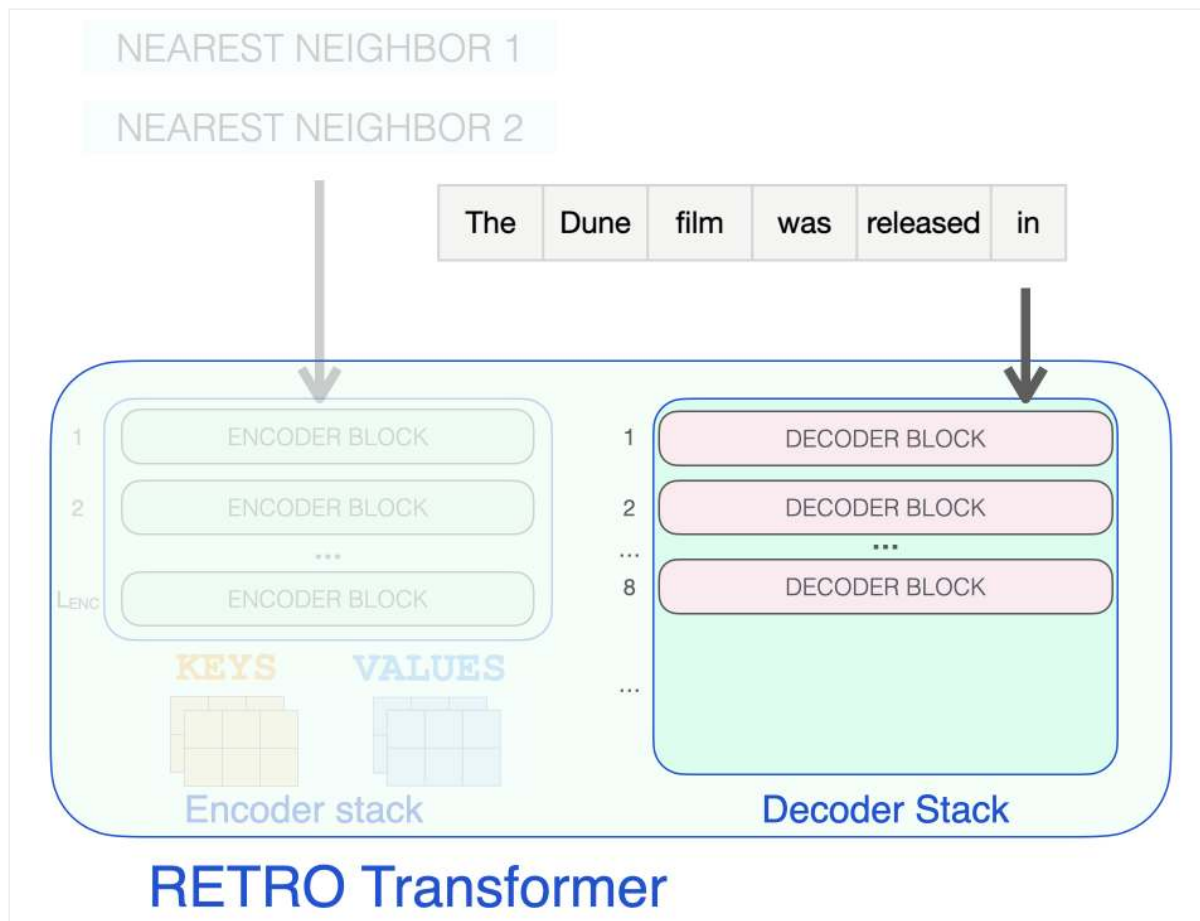 NEAREST NEIGHBOR 1
NEAREST NEIGHBOR 2
The Dune film was released in
1 ENCODER BLOCK
2 ENCODER BLOCK
...
LENC ENCODER BLOCK
KEYS VALUES
Encoder stack
1 DECODER BLOCK
2 DECODER BLOCK
... ...
8 DECODER BLOCK
...
Decoder Stack
RETRO Transformer